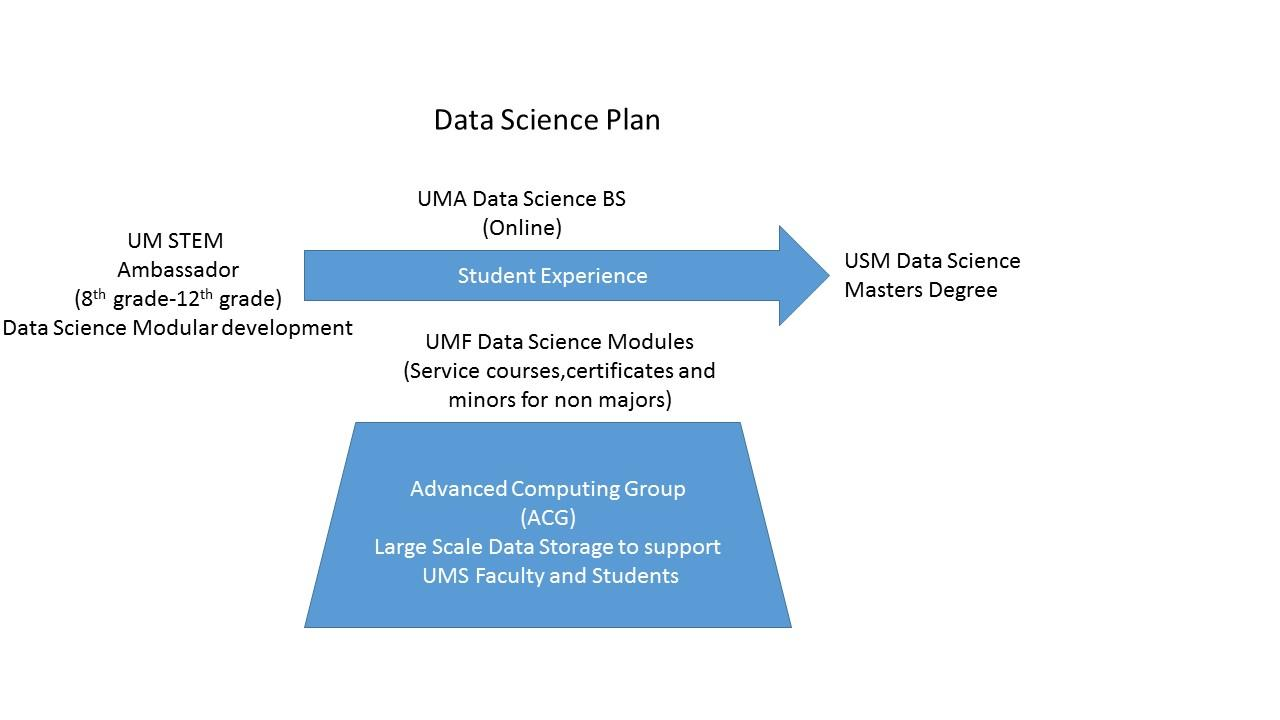 Data Science Plan
UM STEM
Ambassador
(8th grade-12th grade)
Data Science Modular development
UMA Data Science BS
(Online)
Student Experience
USM Data Science
Masters Degree
UMF Data Science Modules
(Service courses,certificates and
minors for non majors)
Advanced Computing Group
(ACG)
Large Scale Data Storage to support
UMS Faculty and Students